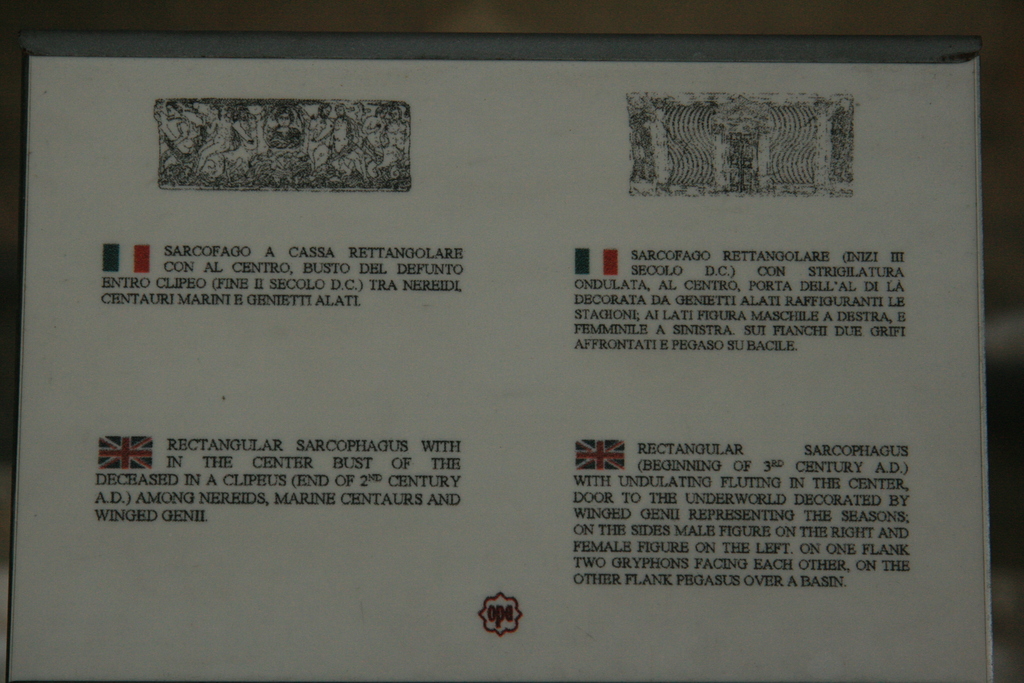 SARCOFAGO A CASSA RETTANGOLARE
CON AL CENTRO, BUSTO DEL DEFUNTO
ENTRO CLIPEO (FINE II SECOLO D.C.) TRA NEREIDI,
CENTAURI MARINI E GENIETTI ALATI.
RECTANGULAR SARCOPHAGUS WITH
IN THE CENTER BUST OF THE
DECEASED IN A CLIPEUS (END OF 2ND CENTURY
A.D.) AMONG NEREIDS, MARINE CENTAURS AND
WINGED GENII.
SARCOFAGO RETTANGOLARE (INIZI III
SECOLO D.C.) CON STRIGILATURA
ONDULATA, AL CENTRO, PORTA DELL'AL DI LÀ
DECORATA DA GENIETTI ALATI RAFFIGURANTI LE
STAGIONI; AI LATI FIGURA MASCHILE A DESTRA, E
FEMMINILE A SINISTRA. SUI FIANCHI DUE GRIFI
AFFRONTATI E PEGASO SU BACILE.
RECTANGULAR SARCOPHAGUS
(BEGINNING OF 3RD CENTURY A.D.)
WITH UNDULATING FLUTING IN THE CENTER,
DOOR TO THE UNDERWORLD DECORATED BY
WINGED GENII REPRESENTING THE SEASONS;
ON THE SIDES MALE FIGURE ON THE RIGHT AND
FEMALE FIGURE ON THE LEFT. ON ONE FLANK
TWO GRYPHONS FACING EACH OTHER, ON THE
OTHER FLANK PEGASUS OVER A BASIN.
opa